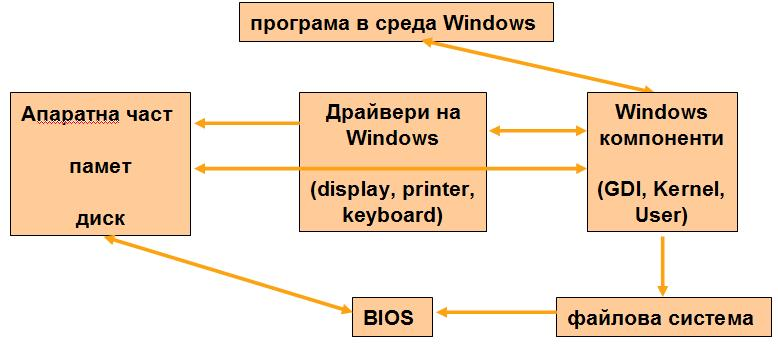 програма в среда Windows
Апаратна част
памет
диск
Драйвери на
Windows
(display, printer,
keyboard)
Windows
компоненти
(GDI, Kernel,
User)
BIOS
файлова система